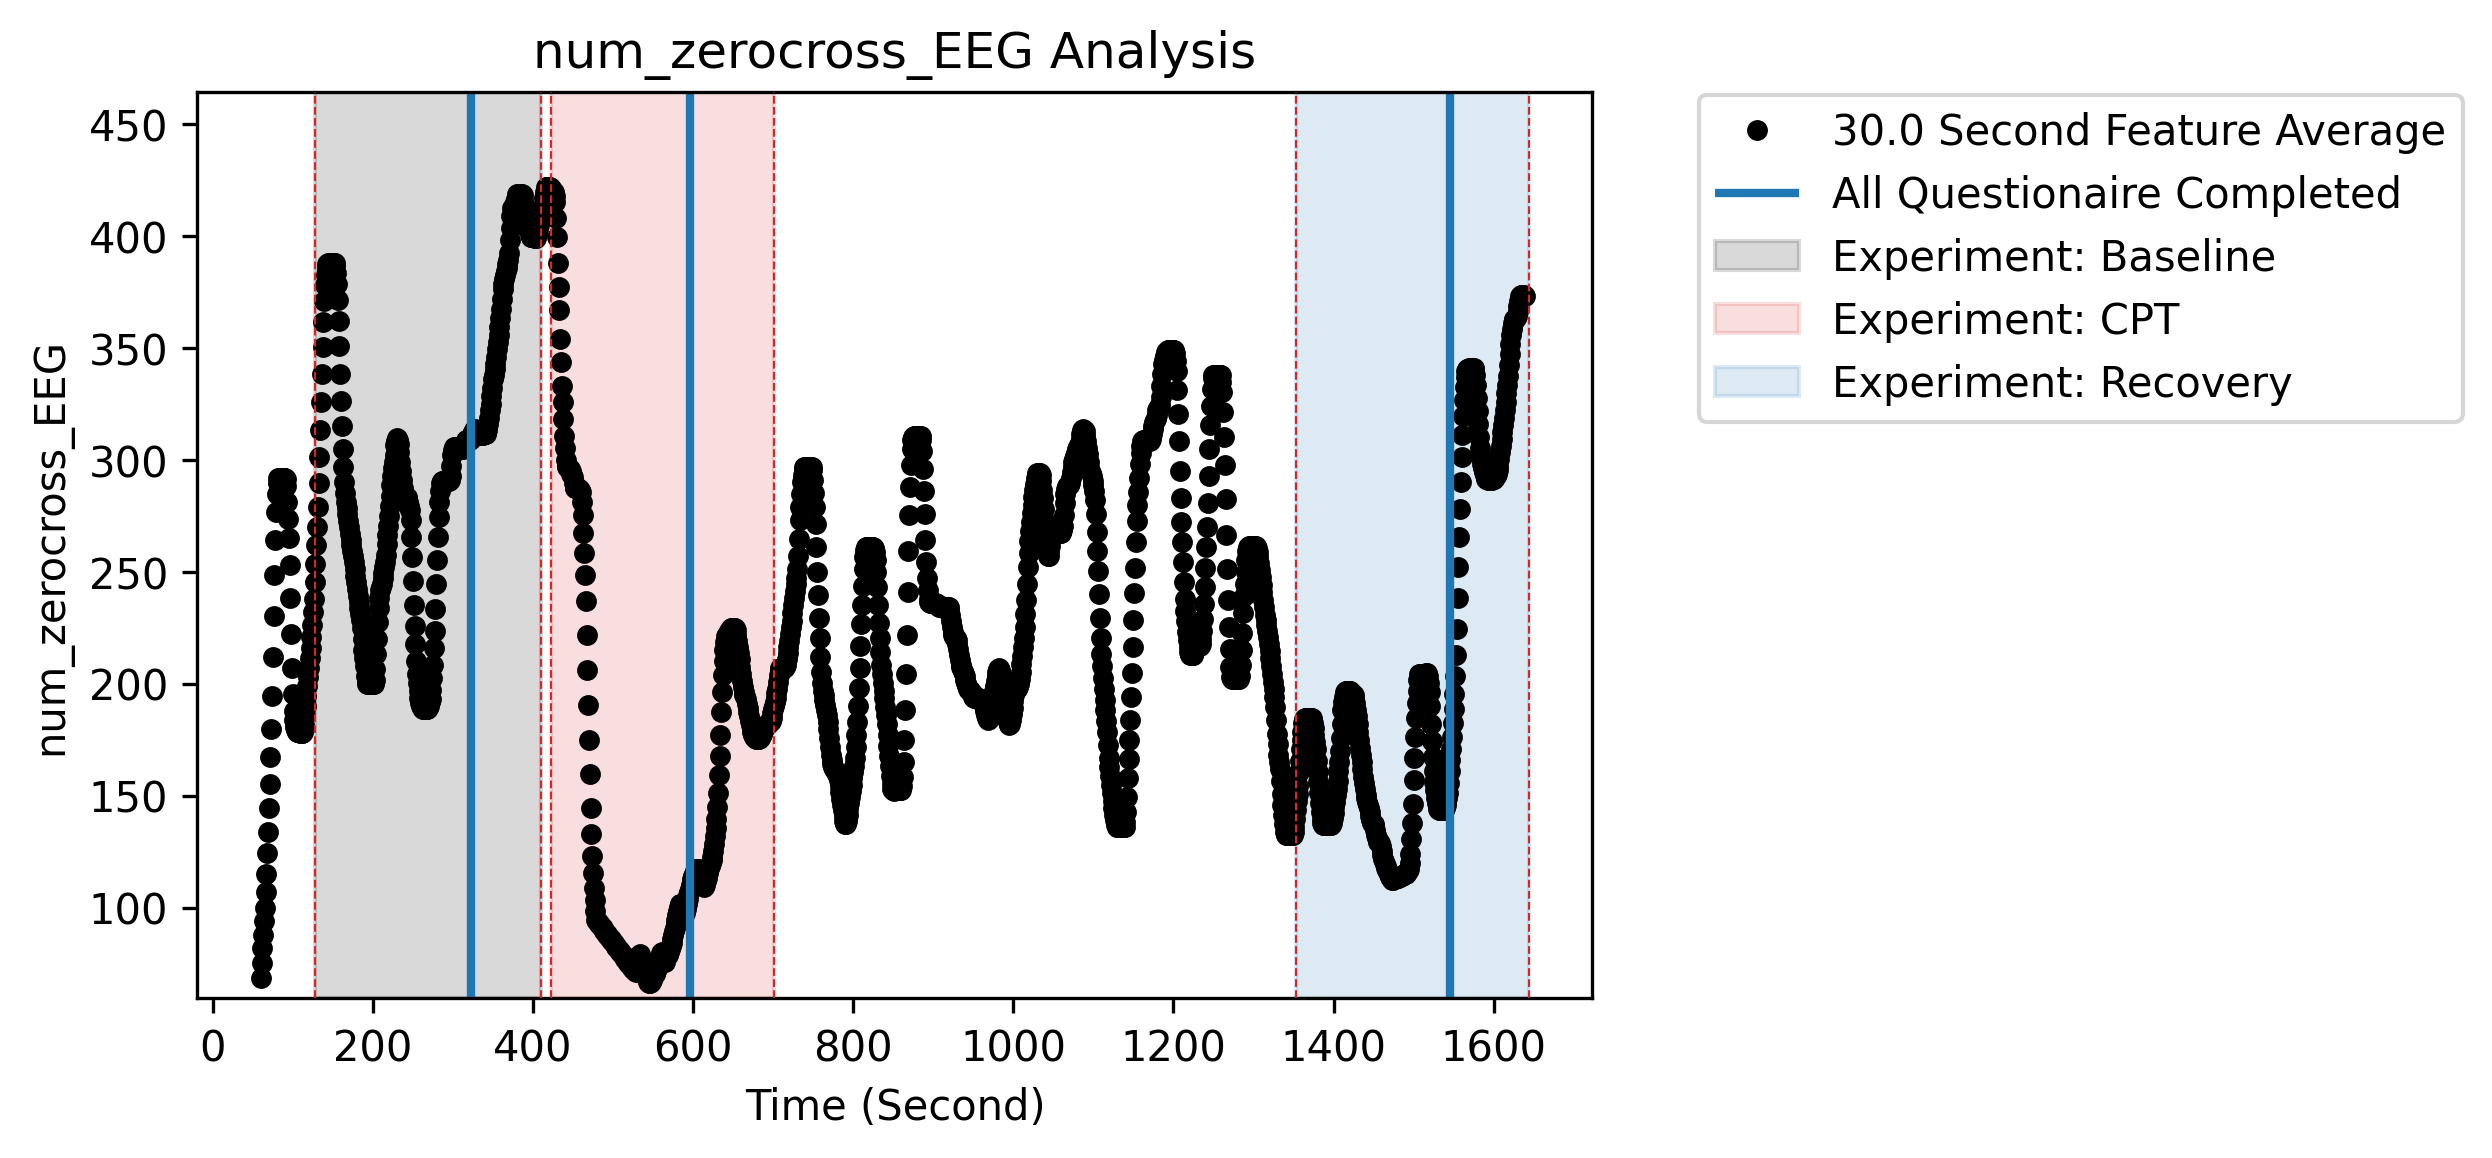 num_zerocross_EEG Analysis
450
400
350
300
250
200
150
100
num_zerocross_EEG
0 200 400 600 800 1000 1200 1400 1600
Time (Second)
30.0 Second Feature Average
All Questionaire Completed
Experiment: Baseline
Experiment: CPT
Experiment: Recovery